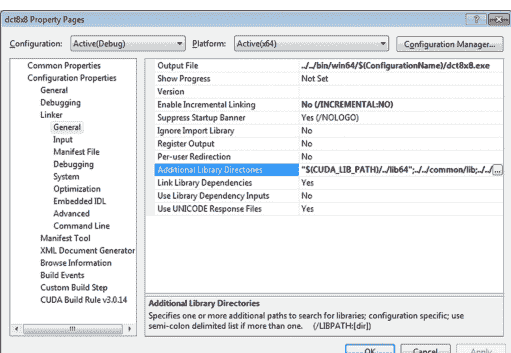 dct8x8 Property Pages
Configuration: Active(Debug) Platform: Active(x64) Configuration Manager...
Common Properties
Configuration Properties
General
Debugging
Linker
General
Input
Manifest File
Debugging
System
Optimization
Embedded IDL
Advanced
Command Line
Manifest Tool
XML Document Generator
Browse Information
Build Events
Custom Build Step
CUDA Build Rule v3.0.14
Output File ../../bin/win64/$(ConfigurationName)/dct8x8.exe
Show Progress Not Set
Version
Enable Incremental Linking No (/INCREMENTAL:NO)
Suppress Startup Banner Yes (/NOLOGO)
Ignore Import Library No
Register Output No
Per-user Redirection No
Additional Library Directories "$(CUDA_LIB_PATH)/../lib64";../../common/lib;../../ ...
Link Library Dependencies Yes
Use Library Dependency Inputs No
Use UNICODE Response Files Yes
Additional Library Directories
Specifies one or more additional paths to search for libraries; configuration specific; use
semi-colon delimited list if more than one. (/LIBPATH:[dir])
OK Cancel Apply